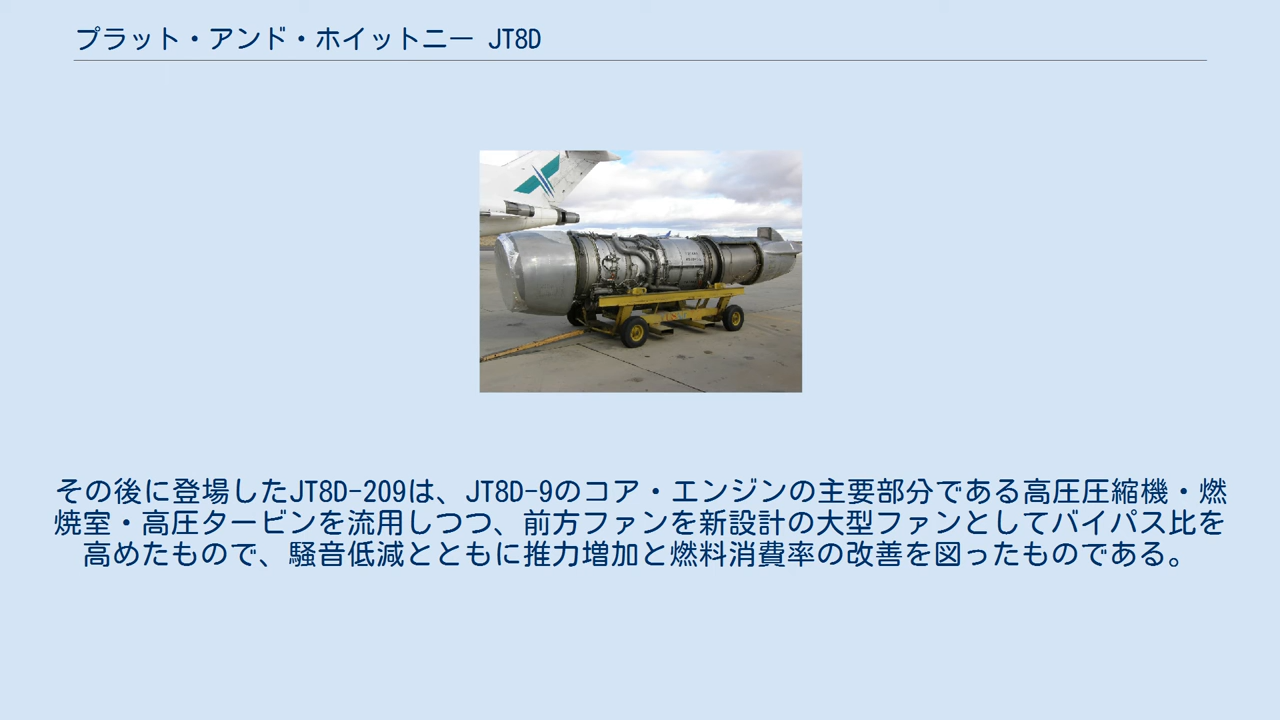 プラット・アンド・ホイットニー JT8D
その後に登場したJT8D-209は、JT8D-9のコア・エンジンの主要部分である高圧圧縮機・燃
焼室・高圧タービンを流用しつつ、前方ファンを新設計の大型ファンとしてバイパス比を
高めたもので、騒音低減とともに推力増加と燃料消費率の改善を図ったものである。